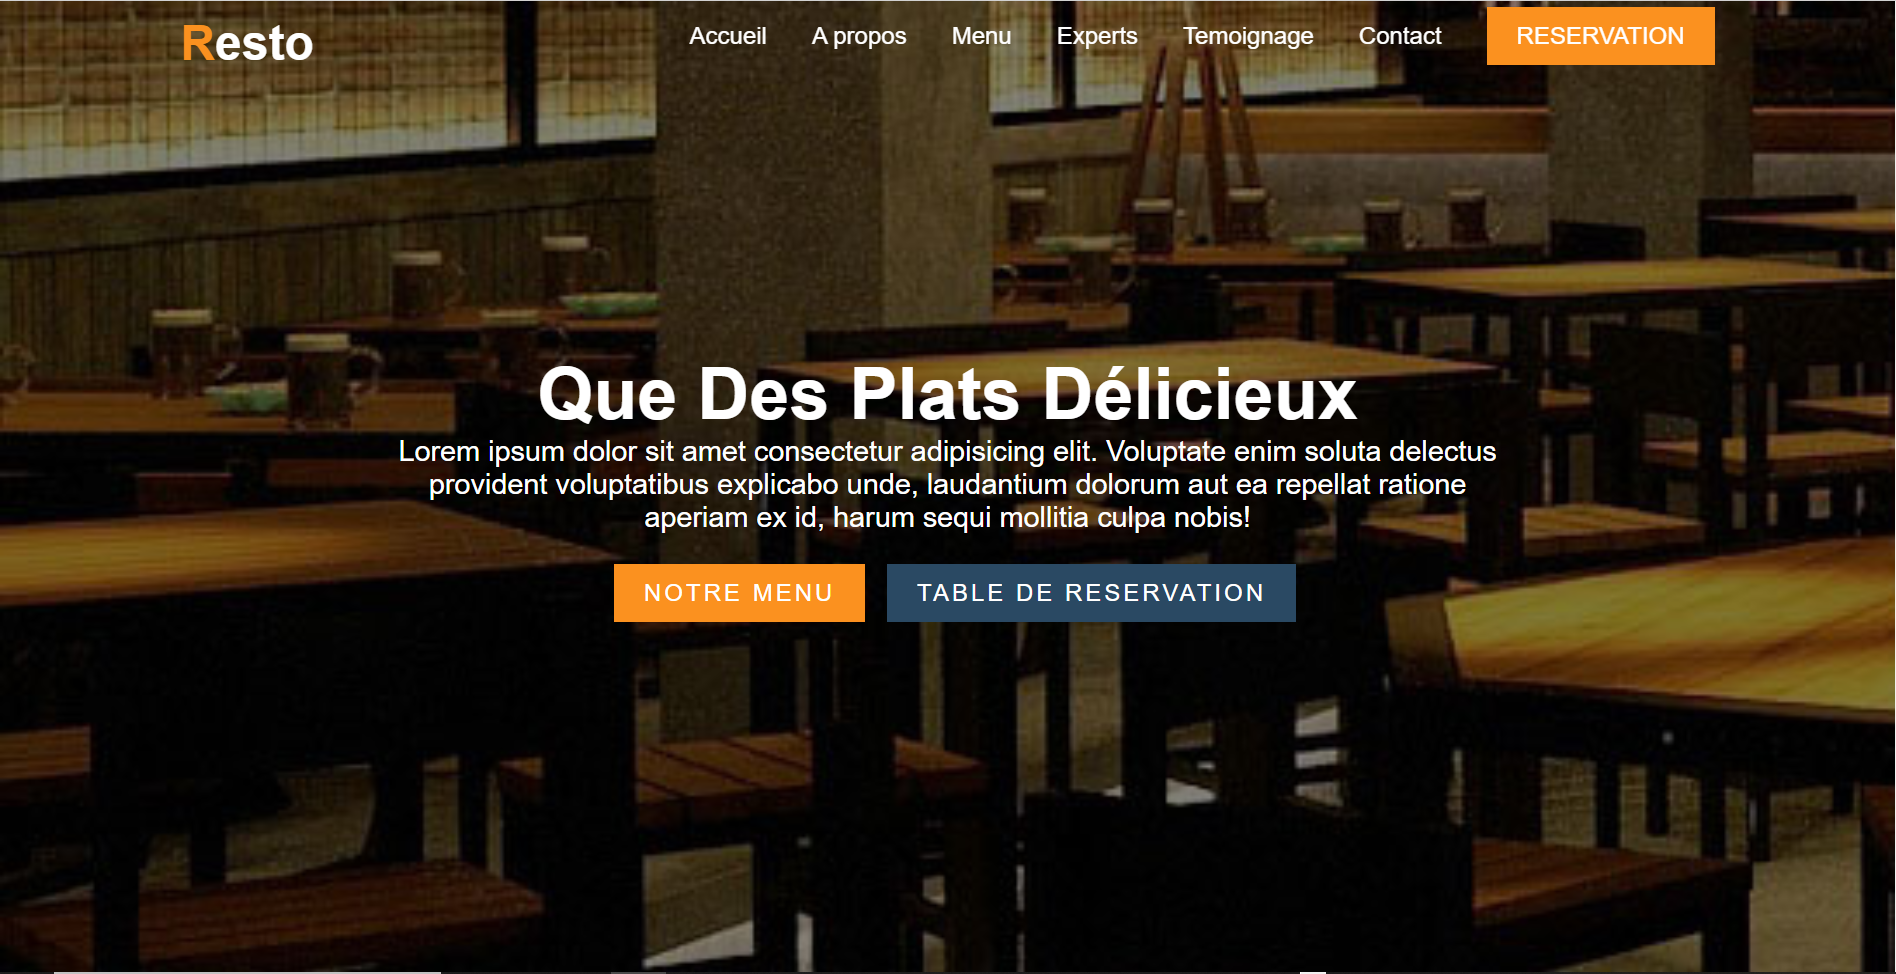 Resto
Accueil A propos Menu Experts Temoignage Contact RESERVATION
Que Des Plats Délicieux
Lorem ipsum dolor sit amet consectetur adipisicing elit. Voluptate enim soluta delectus
provident voluptatibus explicabo unde, laudantium dolorum aut ea repellat ratione
aperiam ex id, harum sequi mollitia culpa nobis!
NOTRE MENU TABLE DE RESERVATION